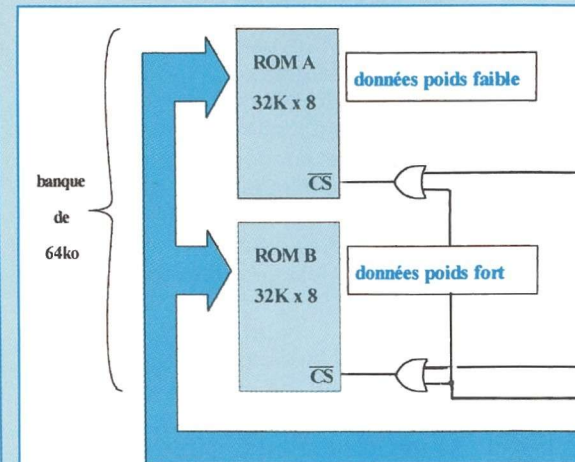 ROM A
32K x 8
données poids faible
CS
banque
de
64ko
ROM B
32K x 8
données poids fort
CS